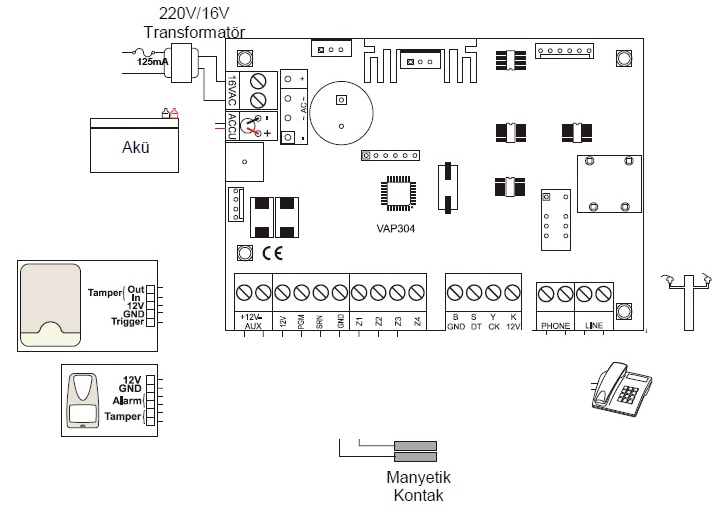 220V/16V
Transformatör
125mA
16VAC
ACCU
+
~ AC ~
-
-
+
Akü
VAP304
CE
Tamper
Out
In
12V
GND
Trigger
+12V-
AUX
12V
PGM
SRN
GND
Z1
Z2
Z3
Z4
B
GND
S
DT
Y
CK
K
12V
PHONE
LINE
12V
GND
Alarm
Tamper
Manyetik
Kontak